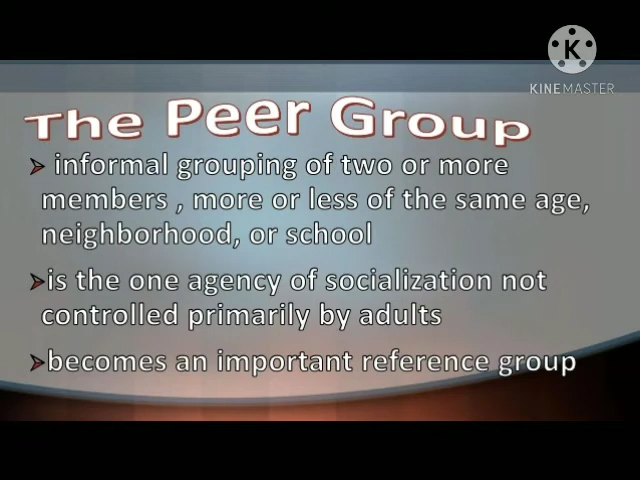 K
KINEMASTER
The Peer Group
informal grouping of two or more
members , more or less of the same age,
neighborhood, or school
is the one agency of socialization not
controlled primarily by adults
becomes an important reference group